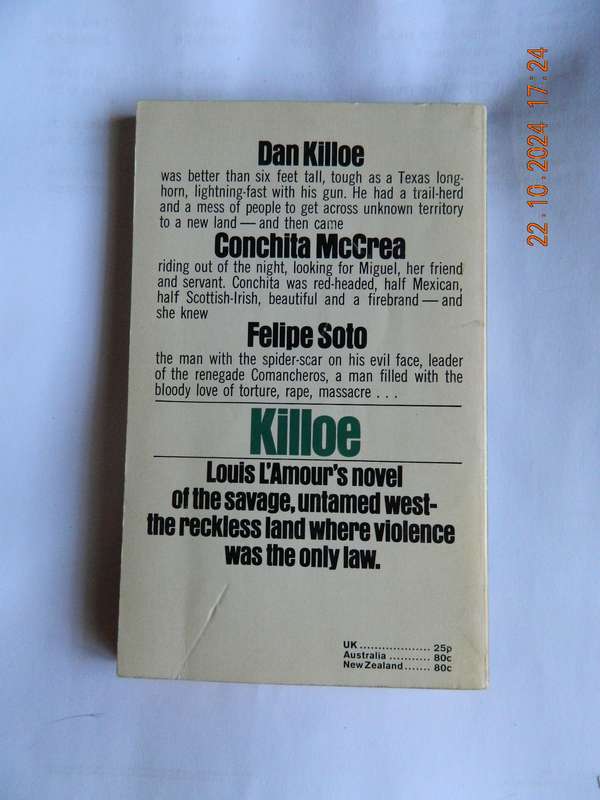 Dan Killoe
was better than six feet tall, tough as a Texas long-
horn, lightning-fast with his gun. He had a trail-herd
and a mess of people to get across unknown territory
to a new land — and then came
Conchita McCrea
riding out of the night, looking for Miguel, her friend
and servant. Conchita was red-headed, half Mexican,
half Scottish-Irish, beautiful and a firebrand — and
she knew
Felipe Soto
the man with the spider-scar on his evil face, leader
of the renegade Comancheros, a man filled with the
bloody love of torture, rape, massacre . . .
Killoe
Louis L'Amour's novel
of the savage, untamed west-
the reckless land where violence
was the only law.
UK .................... 25p
Australia ........... 80c
New Zealand ....... 80c
22.10.2024 17:24